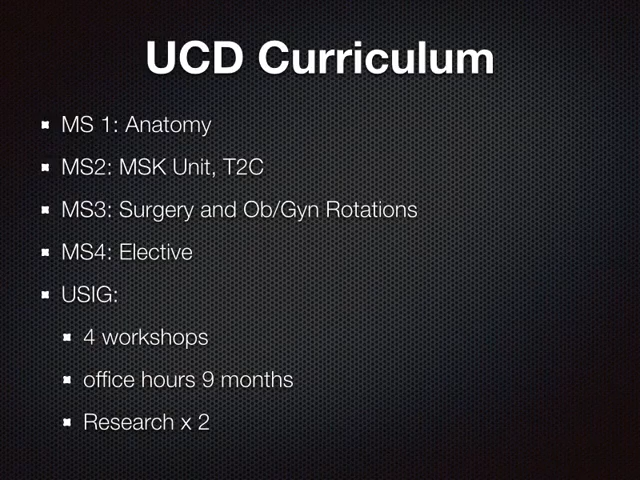 UCD Curriculum
MS 1: Anatomy
MS2: MSK Unit, T2C
MS3: Surgery and Ob/Gyn Rotations
MS4: Elective
USIG:
4 workshops
office hours 9 months
Research x 2